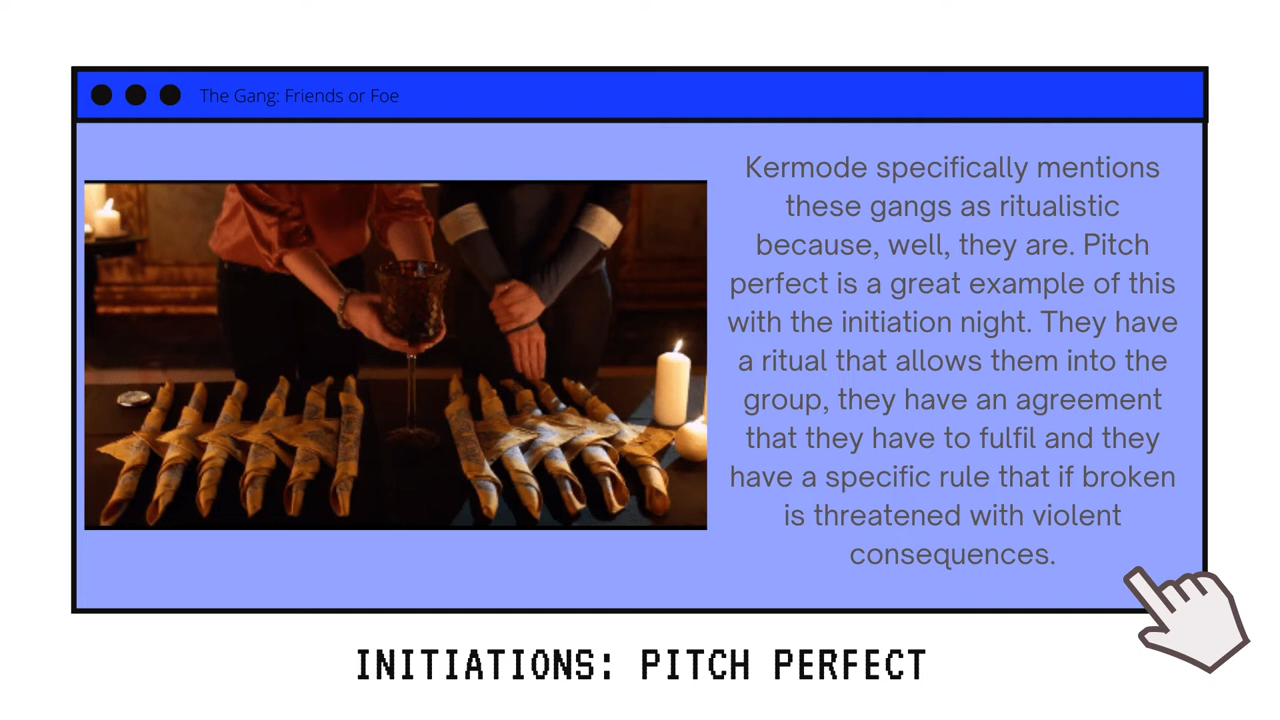 The Gang: Friends or Foe
Kermode specifically mentions
these gangs as ritualistic
because, well, they are. Pitch
perfect is a great example of this
with the initiation night. They have
a ritual that allows them into the
group, they have an agreement
that they have to fulfil and they
have a specific rule that if broken
is threatened with violent
consequences.
INITIATIONS: PITCH PERFECT